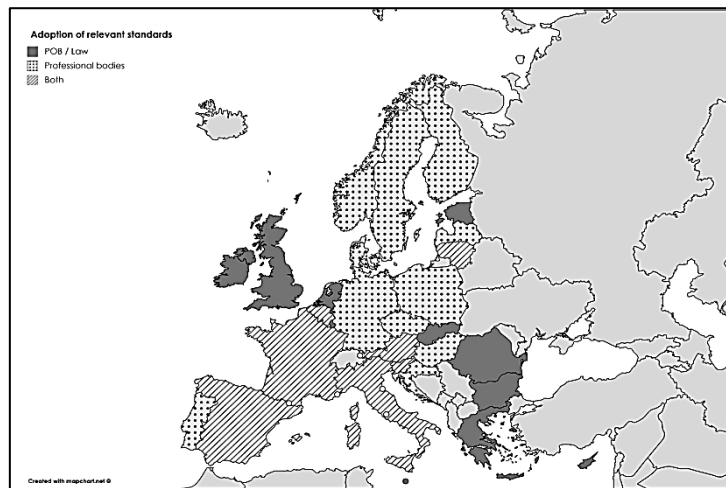 Adoption of relevant standards
POB / Law
Professional bodies
Both
Created with mapchart.net ©